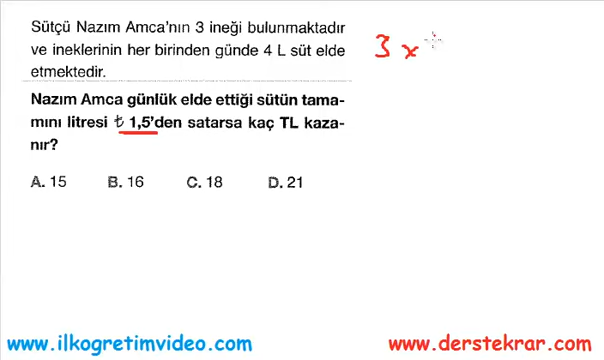 Sütçü Nazım Amca'nın 3 ineği bulunmaktadır
ve ineklerinin her birinden günde 4 L süt elde
etmektedir.
Nazım Amca günlük elde ettiği sütün tama-
mını litresi ₺ 1,5'den satarsa kaç TL kaza-
nır?
A. 15 B. 16 C. 18 D. 21
3 x
www.ilkogretimvideo.com
www.derstekrar.com